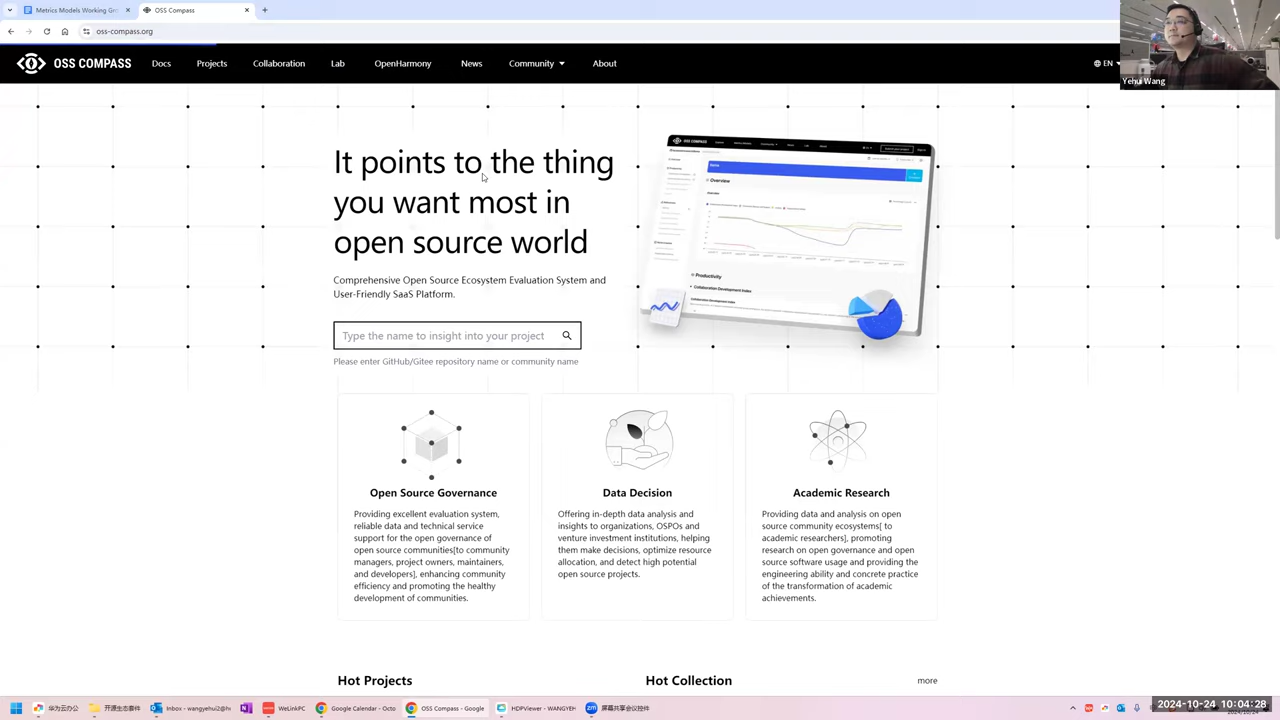 Metrics Models Working Gr
OSS Compass
oss-compass.org
OSS COMPASS
Docs
Projects
Collaboration
Lab
OpenHarmony
News
Community
About
EN
Yehui Wang
It points to the thing
you want most in
open source world
Comprehensive Open Source Ecosystem Evaluation System and
User-Friendly SaaS Platform.
Type the name to insight into your project
Please enter GitHub/Gitee repository name or community name
OSS COMPASS
Overview
Productivity
Collaboration Development Index
Open Source Governance
Providing excellent evaluation system,
reliable data and technical service
support for the open governance of
open source communities[to community
managers, project owners, maintainers,
and developers], enhancing community
efficiency and promoting the healthy
development of communities.
Data Decision
Offering in-depth data analysis and
insights to organizations, OSPOs and
venture investment institutions, helping
them make decisions, optimize resource
allocation, and detect high potential
open source projects.
Academic Research
Providing data and analysis on open
source community ecosystems[ to
academic researchers], promoting
research on open governance and open
source software usage and providing the
engineering ability and concrete practice
of the transformation of academic
achievements.
Hot Projects
Hot Collection
more
华为云办公
开源生态套件
Inbox - wangyehui2@h
WeLinkPC
Google Calendar - Octo
OSS Compass - Google
HDPViewer - WANGYEH
屏幕共享会议控件
2024-10-24 10:04:28